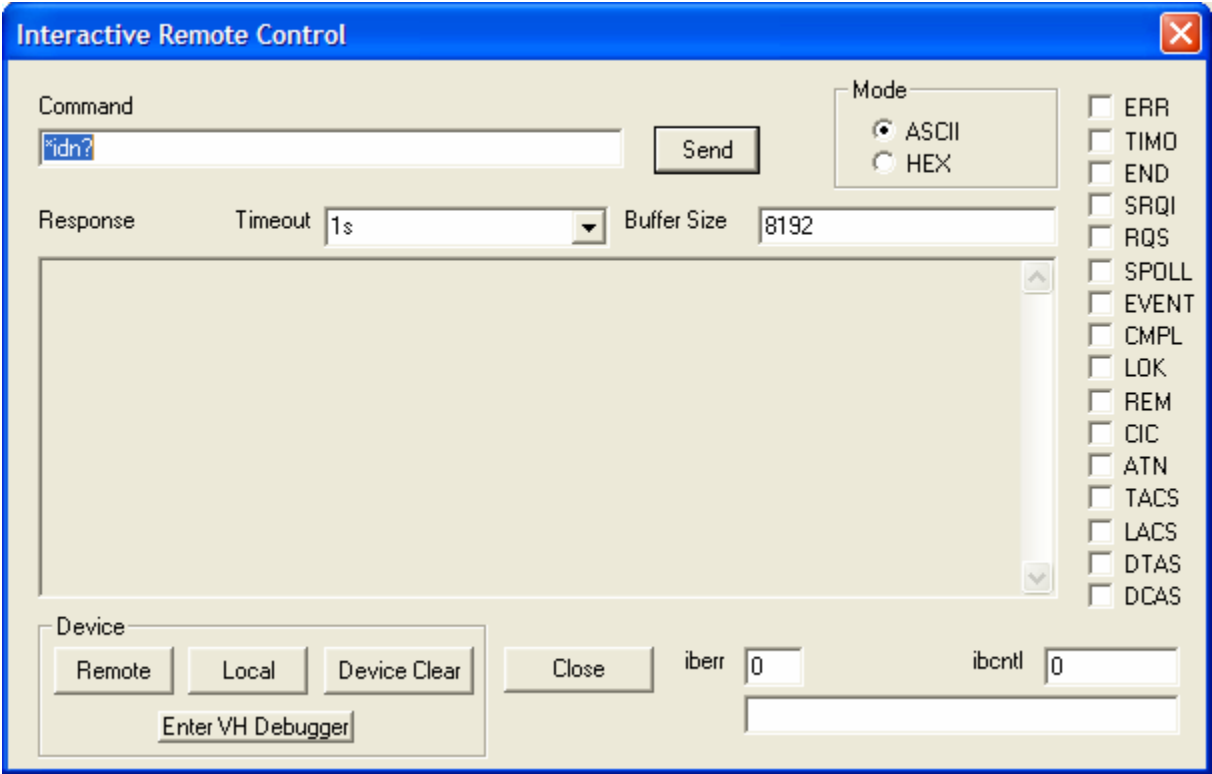 Interactive Remote Control
Command
*idn?
Send
Mode
ASCII
HEX
Response
Timeout
1s
Buffer Size
8192
ERR
TIMO
END
SRQI
RQS
SPOLL
EVENT
CMPL
LOK
REM
CIC
ATN
TACS
LACS
DTAS
DCAS
Device
Remote
Local
Device Clear
Enter VH Debugger
Close
iberr
0
ibcntl
0